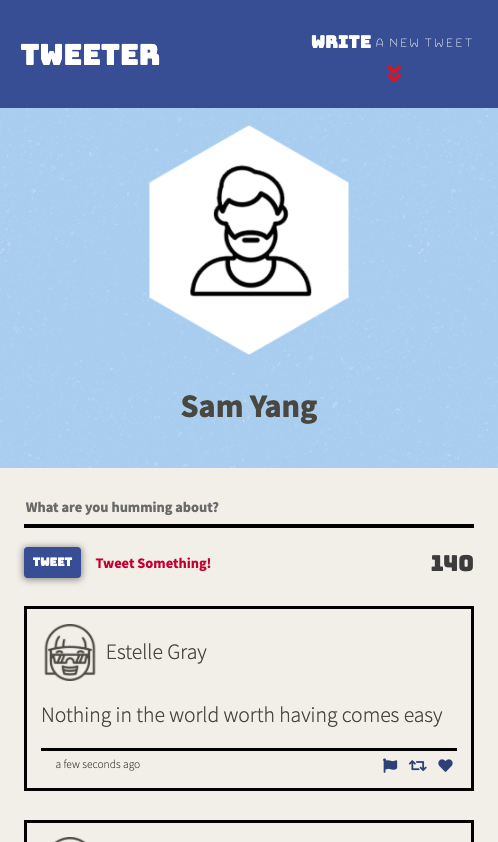 TWEETER
WRITE A NEW TWEET
Sam Yang
What are you humming about?
TWEET Tweet Something! 140
Estelle Gray
Nothing in the world worth having comes easy
a few seconds ago